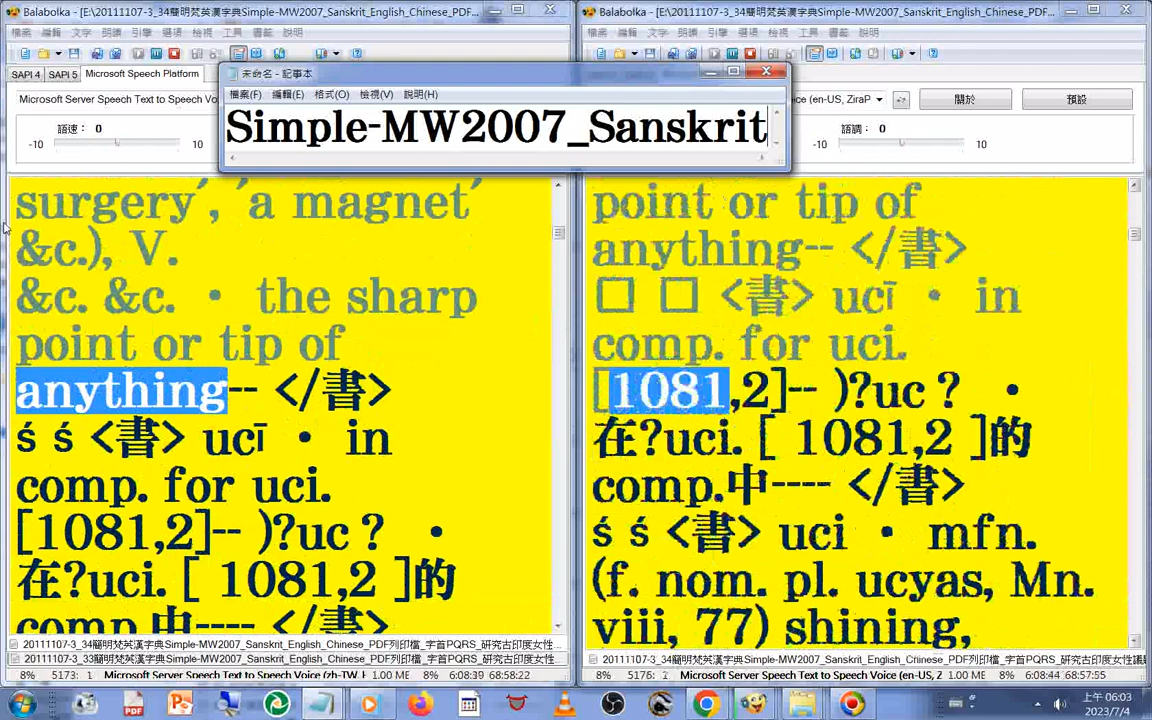 Balabolka - [E:\20111107-3_34簡明梵英漢字典Simple-MW2007_Sanskrit_English_Chinese_PDF...
Balabolka - [E:\20111107-3_34簡明梵英漢字典Simple-MW2007_Sanskrit_English_Chinese_PDF...
檔案 編輯 文字 朗讀 引擎 選項 檢視 工具 書籤 說明
檔案 編輯 文字 朗讀 引擎 選項 檢視 工具 書籤 說明
SAPI 4 SAPI 5 Microsoft Speech Platform
未命名 - 記事本
檔案(F) 編輯(E) 格式(O) 檢視(V) 說明(H)
Simple-MW2007_Sanskrit
Microsoft Server Speech Text to Speech Vo
ice (en-US, ZiraP
關於
預設
語速: 0
-10
10
語調: 0
-10
10
surgery´, ´a magnet´
&c.), V.
&c. &c. • the sharp
point or tip of
anything-- </書>
ś ś <書> ucī • in
comp. for uci.
[1081,2]-- )?uc ? •
在?uci. [ 1081,2 ]的
comp.中---- </書>
point or tip of
anything-- </書>
□ □ <書> ucī • in
comp. for uci.
[1081,2]-- )?uc ? •
在?uci. [ 1081,2 ]的
comp.中---- </書>
ś ś <書> uci • mfn.
(f. nom. pl. ucyas, Mn.
viii, 77) shining,
20111107-3_34簡明梵英漢字典Simple-MW2007_Sanskrit_English_Chinese_PDF列印檔_字首PQRS_研究古印度女性...
20111107-3_33簡明梵英漢字典Simple-MW2007_Sanskrit_English_Chinese_PDF列印檔_字首PQRS_研究古印度女性...
20111107-3_34簡明梵英漢字典Simple-MW2007_Sanskrit_English_Chinese_PDF列印檔_字首PQRS_研究古印度女性議
8% 5173: 1 Microsoft Server Speech Text to Speech Voice (zh-TW, H 1.00 ME 8% 6:08:39 68:58:22
8% 5176: 1 Microsoft Server Speech Text to Speech Voice (en-US, Z 1.00 ME 8% 6:08:44 68:57:55
上午 06:03
2023/7/4